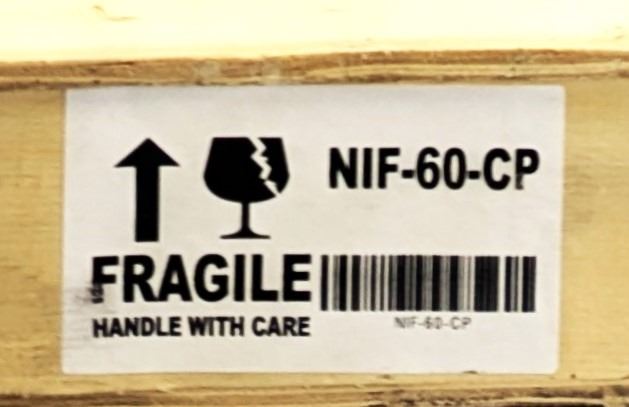 NIF-60-CP
FRAGILE
HANDLE WITH CARE
NIF-60-CP